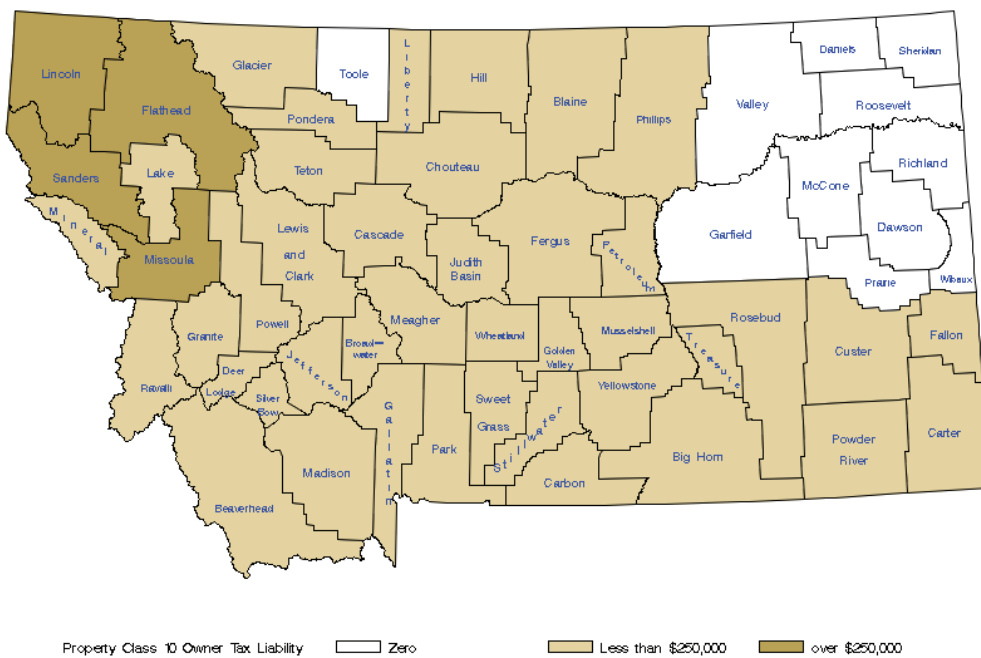 Lincoln
Flathead
Glacier
Toole
Liberty
Hill
Blaine
Phillips
Valley
Daniels
Sheridan
Roosevelt
Pondera
Sanders
Lake
Teton
Chouteau
McCone
Richland
Mineral
Missoula
Lewis
and
Clark
Cascade
Judith
Basin
Fergus
Petroleum
Garfield
Dawson
Prarie
Wibaux
Granite
Powell
Meagher
Broad-
water
Jefferson
Wheatland
Golden
Valley
Musselshell
Rosebud
Treasure
Custer
Fallon
Ravalli
Deer
Lodge
Silver
Bow
Gallatin
Park
Sweet
Grass
Stillwater
Yellowstone
Big Horn
Powder
River
Carter
Madison
Beaverhead
Carbon
Property Class 10 Owner Tax Liability Zero Less than $250,000 over $250,000